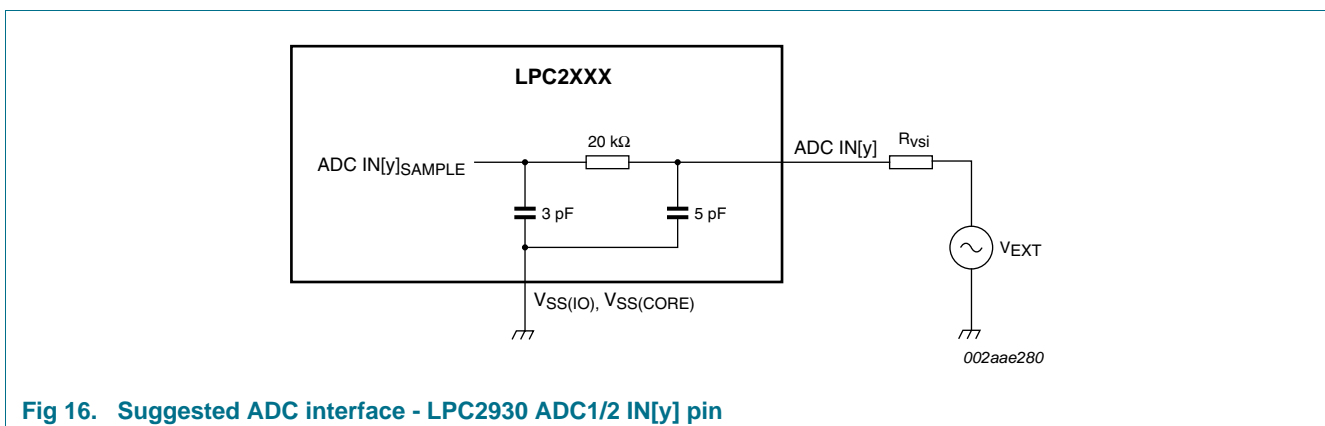 LPC2XXX
20 kΩ
ADC IN[y]SAMPLE
ADC IN[y]
Rvsi
3 pF
5 pF
VEXT
VSS(IO), VSS(CORE)
002aae280
Fig 16. Suggested ADC interface - LPC2930 ADC1/2 IN[y] pin